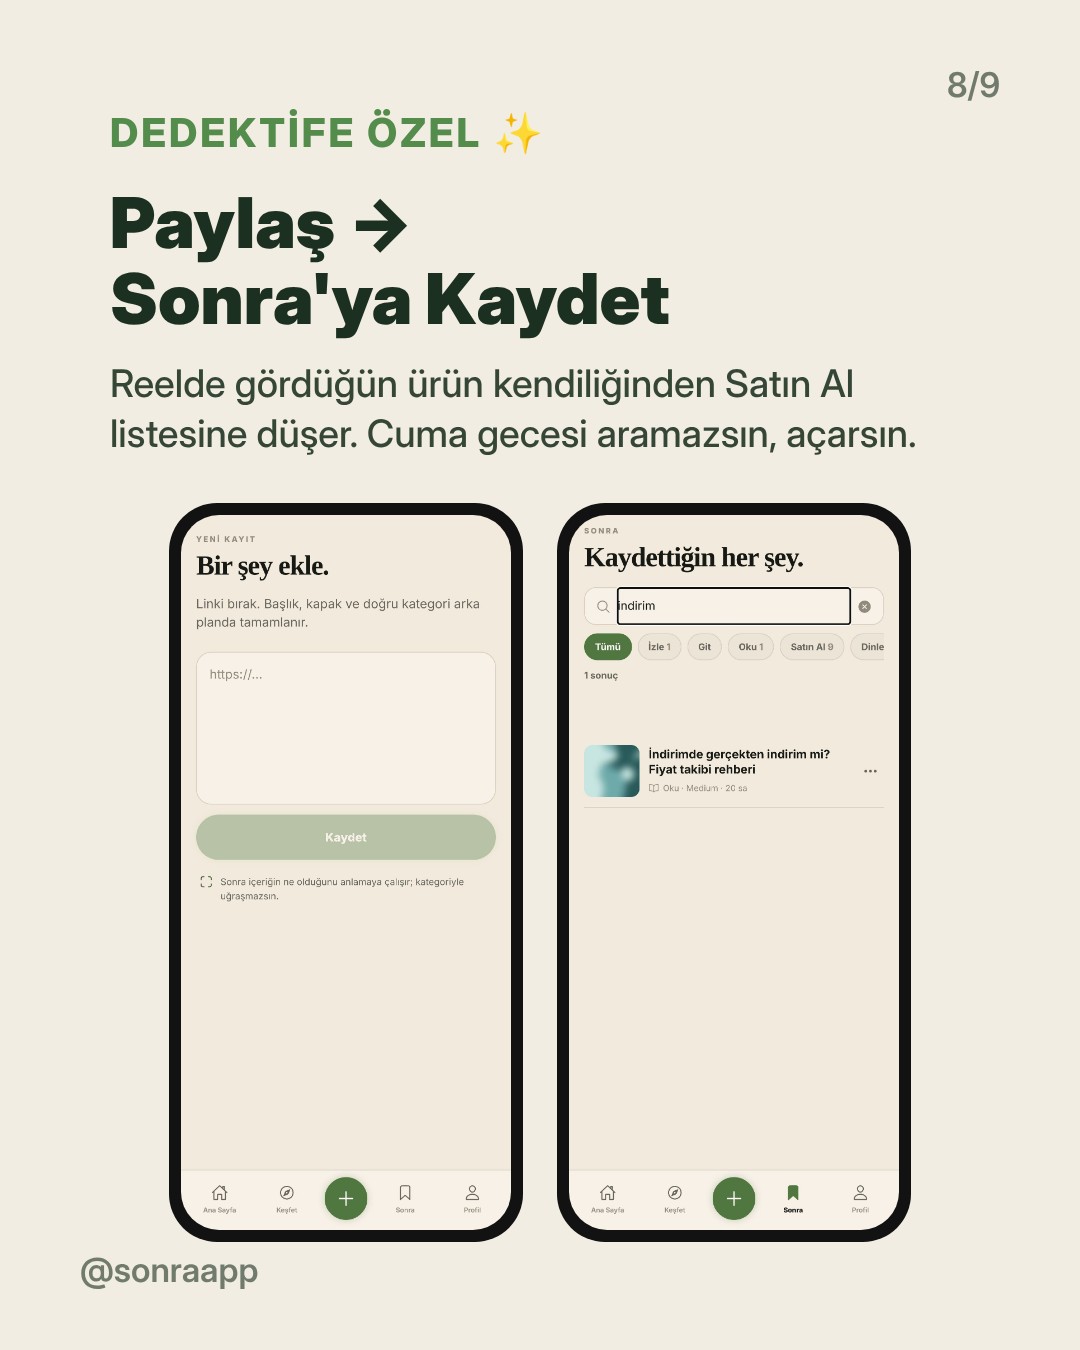 8/9
DEDEKTİFE ÖZEL ✨
Paylaş →
Sonra'ya Kaydet
Reelde gördüğün ürün kendiliğinden Satın Al
listesine düşer. Cuma gecesi aramazsın, açarsın.
YENİ KAYIT
Bir şey ekle.
Linki bırak. Başlık, kapak ve doğru kategori arka
planda tamamlanır.
https://...
Kaydet
Sonra içeriğin ne olduğunu anlamaya çalışır; kategoriyle
uğraşmazsın.
Ana Sayfa Keşfet Sonra Profil
SONRA
Kaydettiğin her şey.
indirim
Tümü İzle 1 Git Oku 1 Satın Al 9 Dinle
1 sonuç
İndirimde gerçekten indirim mi?
Fiyat takibi rehberi
Oku · Medium · 20 sa
Ana Sayfa Keşfet Sonra Profil
@sonraapp